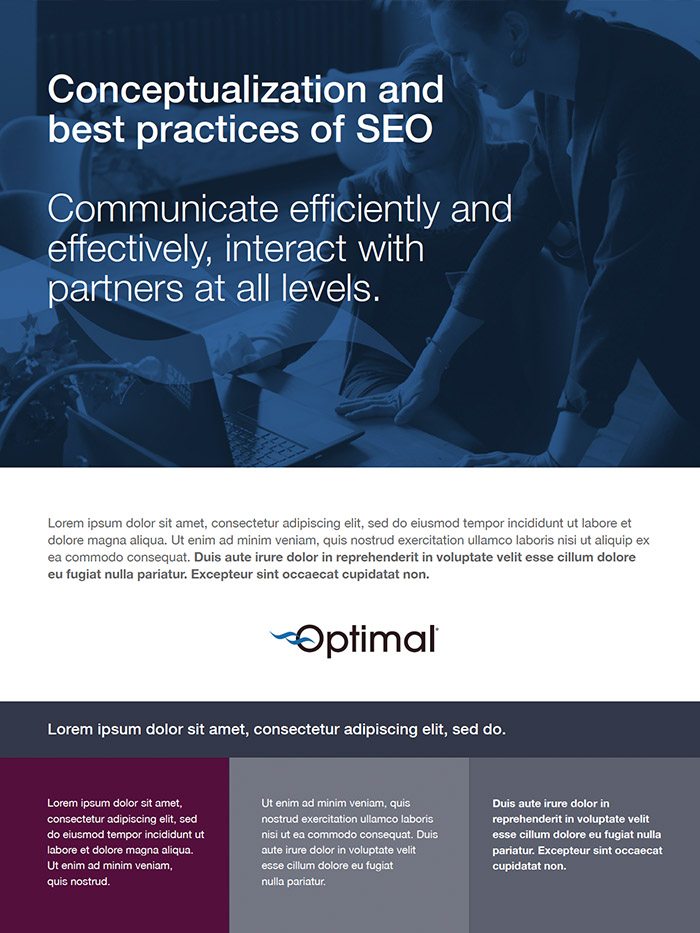 Conceptualization and
best practices of SEO
Communicate efficiently and
effectively, interact with
partners at all levels.
Lorem ipsum dolor sit amet, consectetur adipiscing elit, sed do eiusmod tempor incididunt ut labore et
dolore magna aliqua. Ut enim ad minim veniam, quis nostrud exercitation ullamco laboris nisi ut aliquip ex
ea commodo consequat. Duis aute irure dolor in reprehenderit in voluptate velit esse cillum dolore
eu fugiat nulla pariatur. Excepteur sint occaecat cupidatat non.
Optimal
Lorem ipsum dolor sit amet, consectetur adipiscing elit, sed do.
Lorem ipsum dolor sit amet,
consectetur adipiscing elit, sed
do eiusmod tempor incididunt ut
labore et dolore magna aliqua.
Ut enim ad minim veniam,
quis nostrud.
Ut enim ad minim veniam, quis
nostrud exercitation ullamco laboris
nisi ut ea commodo consequat. Duis
aute irure dolor in voluptate velit
esse cillum dolore eu fugiat
nulla pariatur.
Duis aute irure dolor in
reprehenderit in voluptate velit
esse cillum dolore eu fugiat nulla
pariatur. Excepteur sint occaecat
cupidatat non.